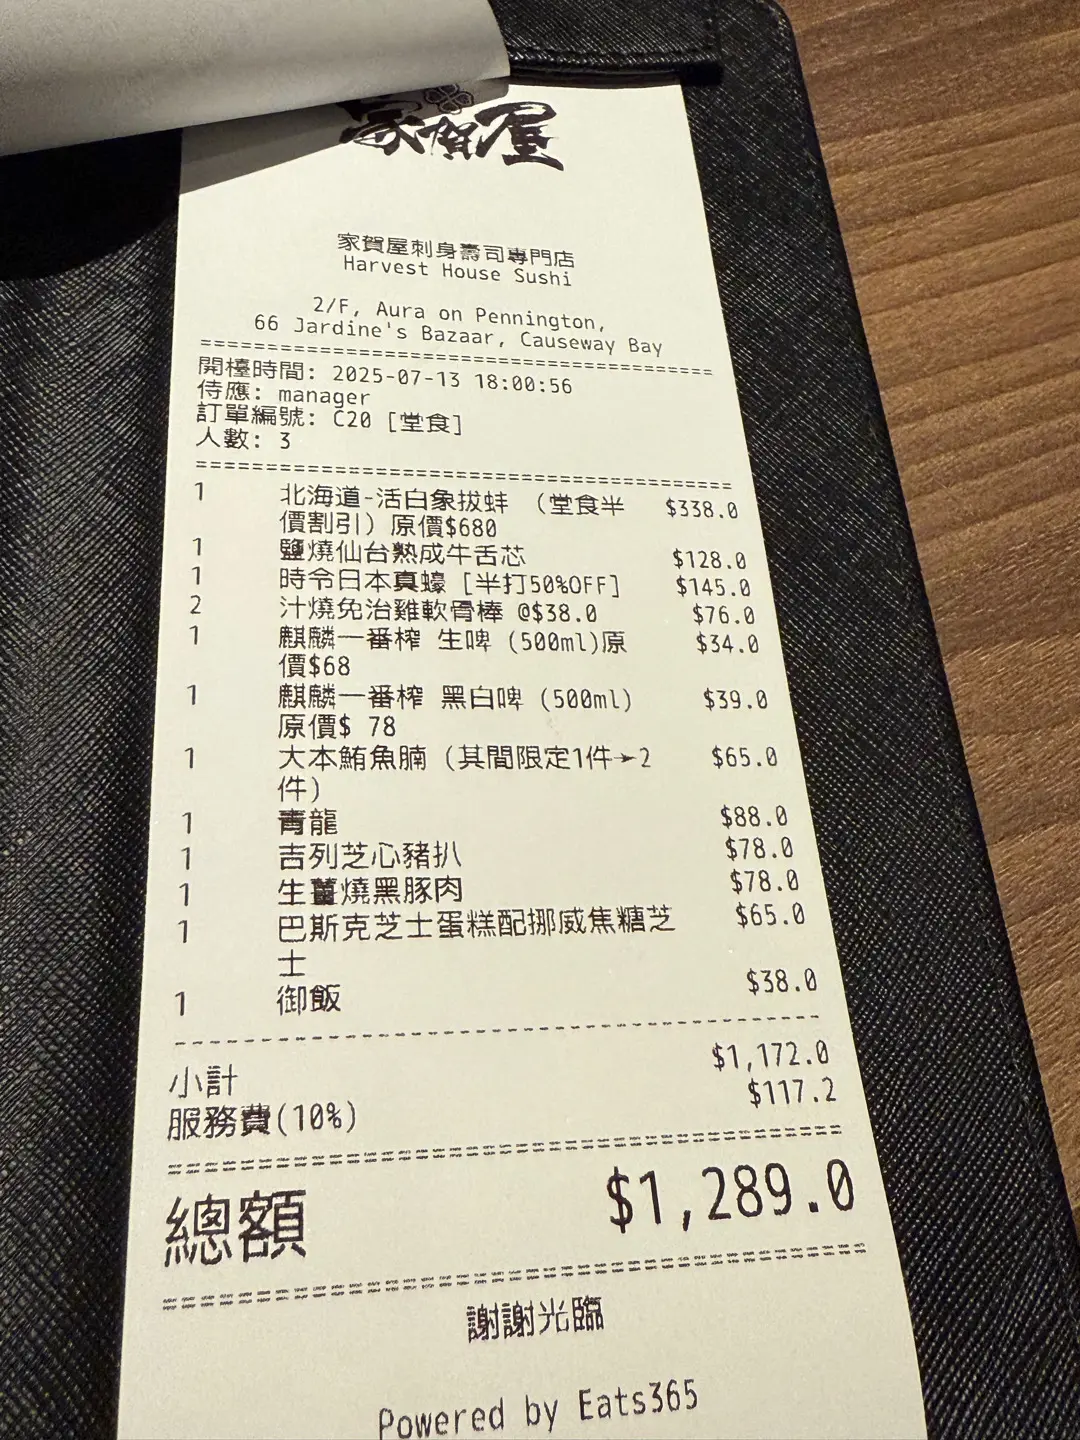 家賀屋
家賀屋刺身壽司專門店
Harvest House Sushi
2/F, Aura on Pennington,
66 Jardine's Bazaar, Causeway Bay
開檯時間: 2025-07-13 18:00:56
侍應: manager
訂單編號: C20 [堂食]
人數: 3
1 北海道-活白象拔蚌 (堂食半 $338.0
價割引) 原價$680
1 鹽燒仙台熟成牛舌芯 $128.0
1 時令日本真蠔 [半打50%OFF] $145.0
2 汁燒免治雞軟骨棒 @$38.0 $76.0
1 麒麟一番榨 生啤 (500ml)原 $34.0
價$68
1 麒麟一番榨 黑白啤 (500ml) $39.0
原價$ 78
1 大本鮪魚腩 (其間限定1件→2 $65.0
件)
1 青龍 $88.0
1 吉列芝心豬扒 $78.0
1 生薑燒黑豚肉 $78.0
1 巴斯克芝士蛋糕配挪威焦糖芝 $65.0
士
1 御飯 $38.0
小計 $1,172.0
服務費(10%) $117.2
總額 $1,289.0
謝謝光臨
Powered by Eats365